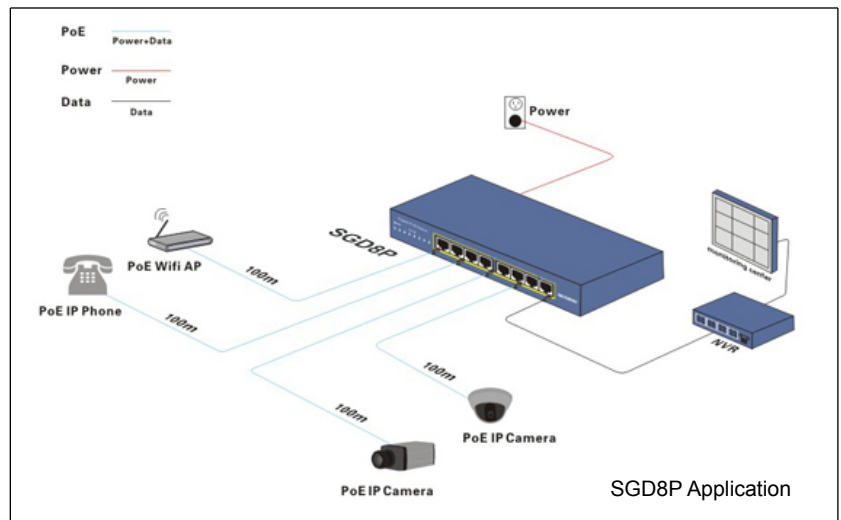 PoE
Power+Data
Power
Power
Data
Data
Power
SGD8P
monitoring center
PoE Wifi AP
100m
PoE IP Phone
100m
NVR
100m
PoE IP Camera
100m
PoE IP Camera
SGD8P Application